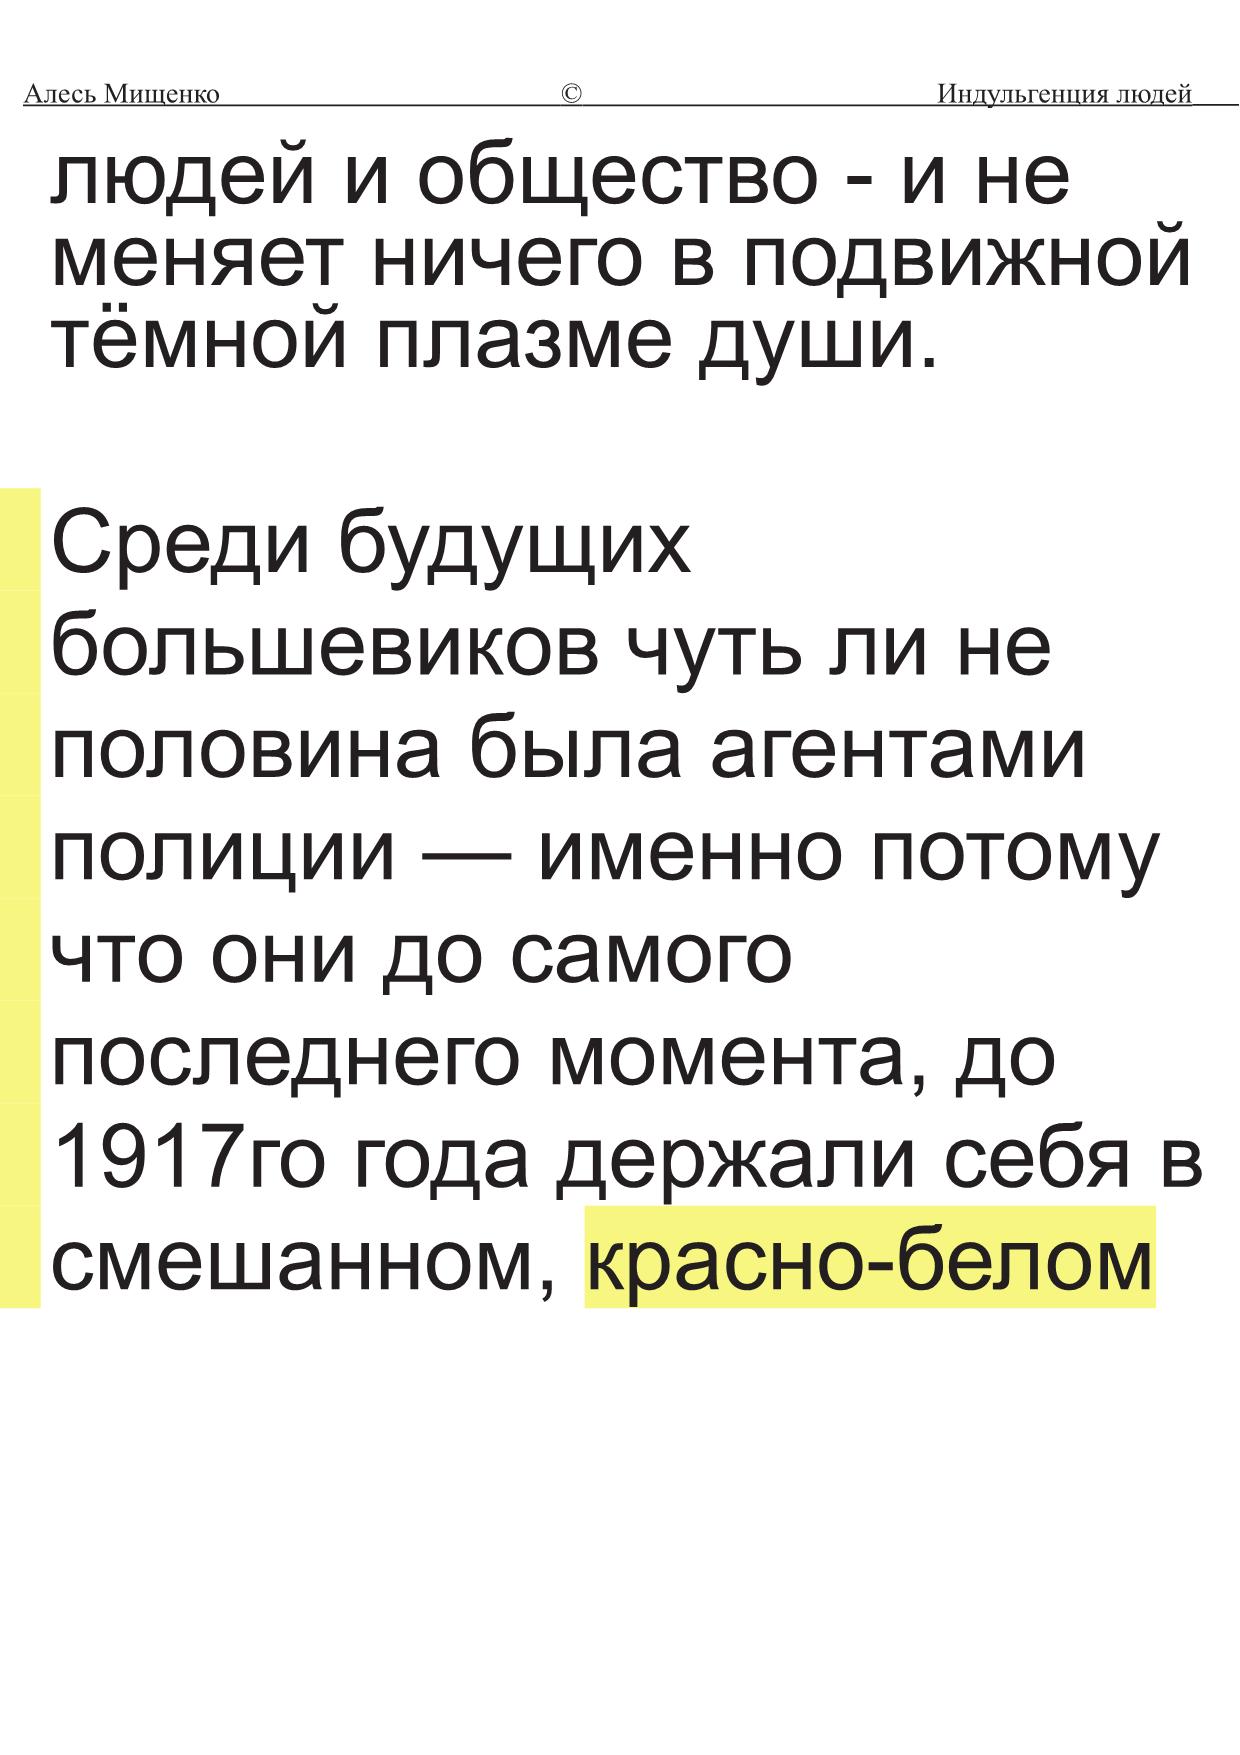 Алесь Мищенко © Индульгенция людей
людей и общество - и не
меняет ничего в подвижной
тёмной плазме души.
Среди будущих
большевиков чуть ли не
половина была агентами
полиции — именно потому
что они до самого
последнего момента, до
1917го года держали себя в
смешанном, красно-белом